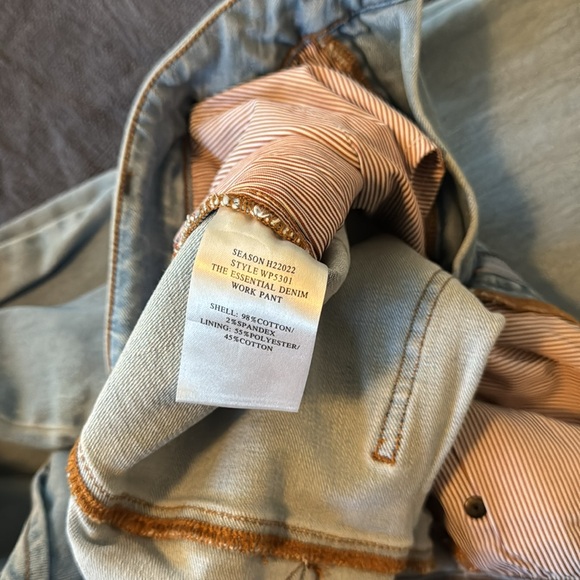 SEASON H22022
STYLE WP5301
THE ESSENTIAL DENIM
WORK PANT
SHELL: 98%COTTON/
2%SPANDEX
LINING: 55%POLYESTER/
45%COTTON